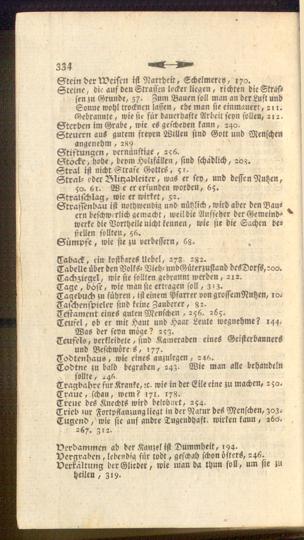 334
Stein der Weisen ist Narrheit, Schelmerey, 170.
Steine, die auf den Strassen locker liegen, richten die Strassen
zu Grunde, 57. Zum Bauen soll man an der Luft und
Sonne wohl trocknen lassen, ehe man sie einmauert, 211.
Gebrannte, wie sie für dauerhafte Arbeit seyn sollen, 212.
Sterben im Grabe, wie es geschehen kann, 240.
Steuern aus gutem freyen Willen sind Gott und Menschen
angenehm, 289
Stiftungen, vernünftige, 256.
Stöcke, hohe, beym Holzfällen, sind schädlich, 203.
Stral ist nicht Strafe Gottes, 51.
Stral- oder Blitzableiter, was er sey, und dessen Nutzen,
50. 61. Wo er erfunden worden, 65.
Stralschlag, wie er wirket, 52.
Strassenbau ist nothwendig und nützlich, wird aber den Bauern
beschwerlich gemacht, weil die Aufseher der Gemeindwerke
die Vortheile nicht kennen, wie sie die Sachen bestellen
sollen, 56.
Sümpfe, wie sie zu verbessern, 68.
Taback, ein kostbares Uebel, 278. 282.
Tabelle über den Volks- Vieh- und Güterzustand des Dorfs, 200.
Tachziegel, wie sie sollten gebrannt werden, 212.
Tage, böse, wie man sie ertragen soll, 313.
Tagebuch zu führen, ist einem Pfarrer von grossem Nutzen, 10.
Taschenspieler sind keine Zauberer, 82.
Testament eines guten Menschen, 256. 265.
Teufel, ob er mit Haut und Haar Leute wegnehme? 144.
Was der seyn möge? 257.
Teufels, verkleidete, sind Kameraden eines Geisterbanners
und Beschwörers, 177.
Todtenhaus, wie eines anzulegen, 246.
Todtne in bald begraben, 243. Wie man alle behandeln
sollte, 246.
Tragbahre für Kranke, ec. wie in der Eile eine zu machen, 250.
Traue, schau, wem? 171. 178.
Treue des Knechts wird belohnt, 254.
Trieb zur Fortpflanzung liegt in der Natur des Menschen, 303.
Tugend, wie sie auf andre Tugendhaft. wirken kann, 260.
267. 312.
Verdammen ab der Kanzel ist Dummheit, 194.
Vergraben, lebendig für todt, geschah schon öfters, 246.
Verkältung der Glieder, wie man da thun soll, um sie zu
heilen, 319.